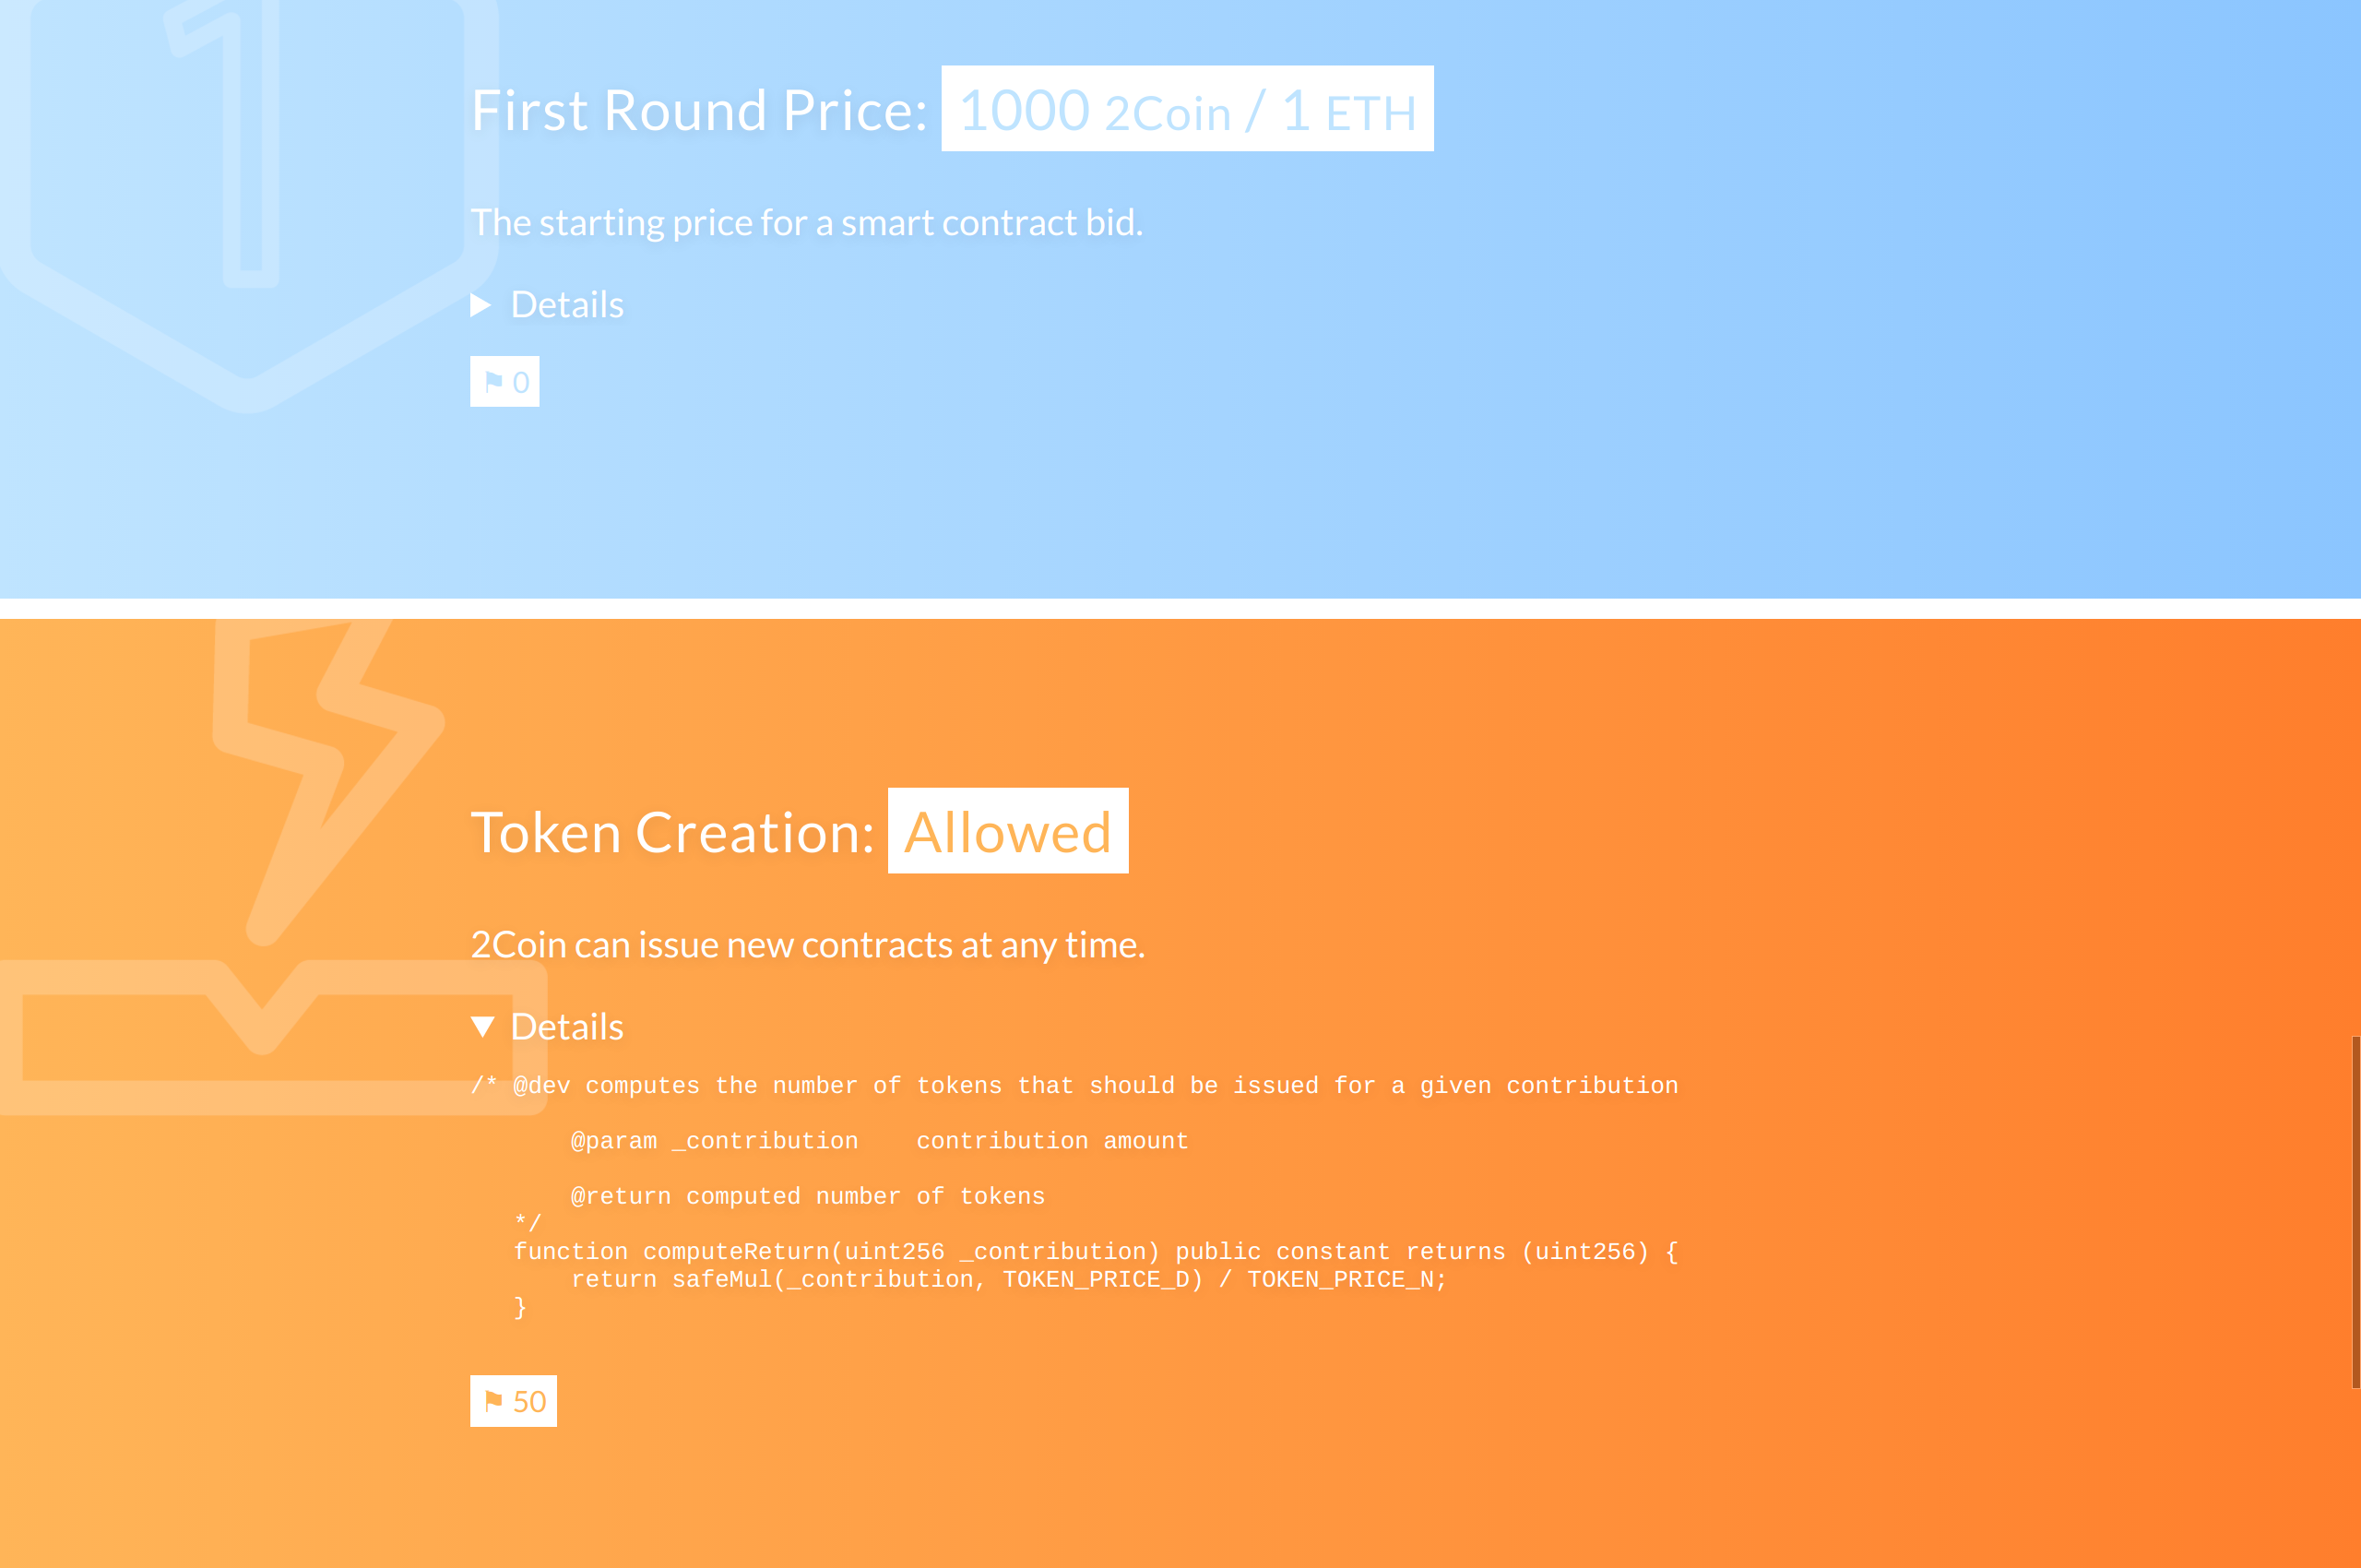 1
First Round Price: 1000 2Coin / 1 ETH
The starting price for a smart contract bid.
▶ Details
⚑ 0
Token Creation: Allowed
2Coin can issue new contracts at any time.
▼ Details
/* @dev computes the number of tokens that should be issued for a given contribution
       @param _contribution    contribution amount
       @return computed number of tokens
   */
   function computeReturn(uint256 _contribution) public constant returns (uint256) {
       return safeMul(_contribution, TOKEN_PRICE_D) / TOKEN_PRICE_N;
   }
⚑ 50